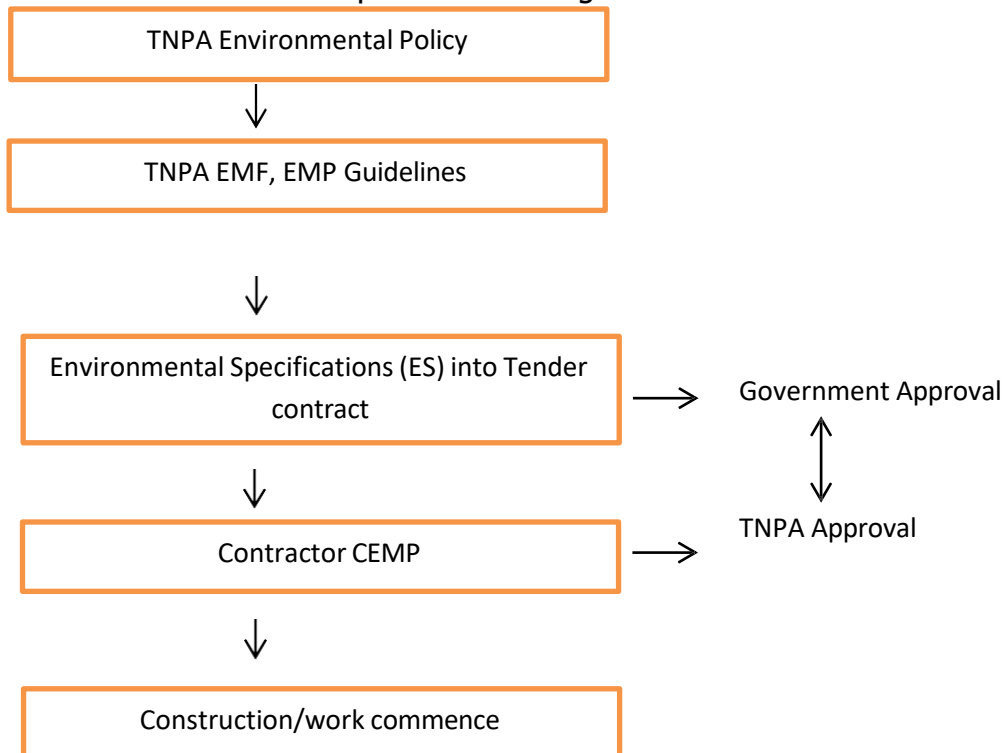 TNPA Environmental Policy
TNPA EMF, EMP Guidelines
Environmental Specifications (ES) into Tender
contract
Government Approval
TNPA Approval
Contractor CEMP
Construction/work commence